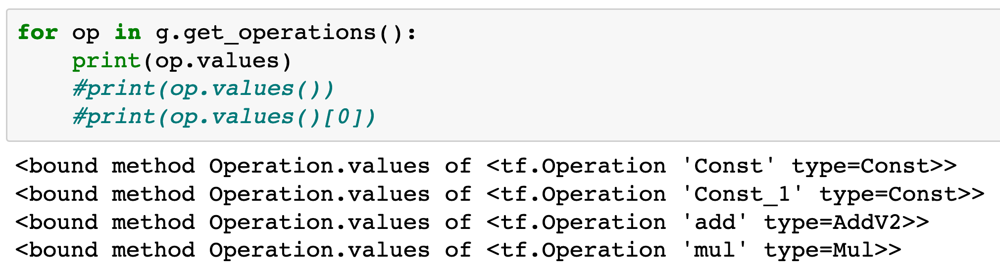 for op in g.get_operations():
    print(op.values)
    #print(op.values())
    #print(op.values()[0])
<bound method Operation.values of <tf.Operation 'Const' type=Const>>
<bound method Operation.values of <tf.Operation 'Const_1' type=Const>>
<bound method Operation.values of <tf.Operation 'add' type=AddV2>>
<bound method Operation.values of <tf.Operation 'mul' type=Mul>>